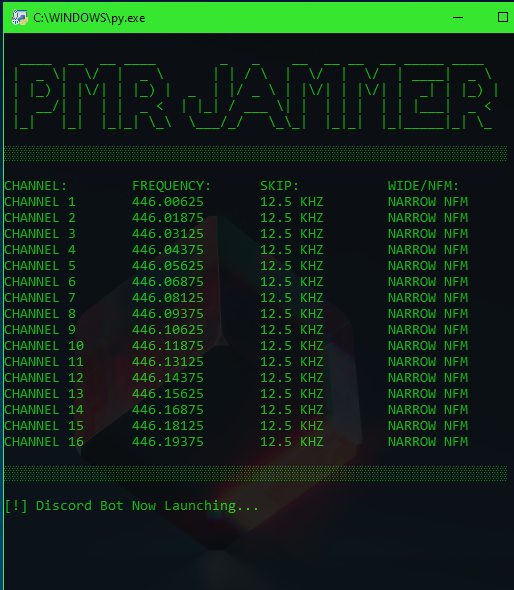 C:\WINDOWS\py.exe
PMR JAMMER
CHANNEL: FREQUENCY: SKIP: WIDE/NFM:
CHANNEL 1 446.00625 12.5 KHZ NARROW NFM
CHANNEL 2 446.01875 12.5 KHZ NARROW NFM
CHANNEL 3 446.03125 12.5 KHZ NARROW NFM
CHANNEL 4 446.04375 12.5 KHZ NARROW NFM
CHANNEL 5 446.05625 12.5 KHZ NARROW NFM
CHANNEL 6 446.06875 12.5 KHZ NARROW NFM
CHANNEL 7 446.08125 12.5 KHZ NARROW NFM
CHANNEL 8 446.09375 12.5 KHZ NARROW NFM
CHANNEL 9 446.10625 12.5 KHZ NARROW NFM
CHANNEL 10 446.11875 12.5 KHZ NARROW NFM
CHANNEL 11 446.13125 12.5 KHZ NARROW NFM
CHANNEL 12 446.14375 12.5 KHZ NARROW NFM
CHANNEL 13 446.15625 12.5 KHZ NARROW NFM
CHANNEL 14 446.16875 12.5 KHZ NARROW NFM
CHANNEL 15 446.18125 12.5 KHZ NARROW NFM
CHANNEL 16 446.19375 12.5 KHZ NARROW NFM
[!] Discord Bot Now Launching...